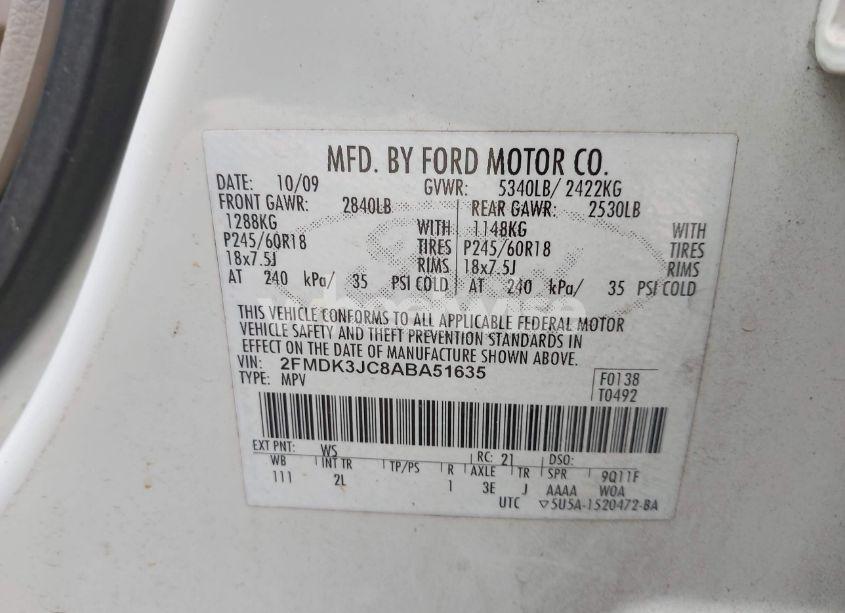 MFD. BY FORD MOTOR CO.
DATE: 10/09 GVWR: 5340LB/ 2422KG
FRONT GAWR: 2840LB REAR GAWR: 2530LB
1288KG WITH 1148KG WITH
P245/60R18 TIRES P245/60R18 TIRES
18x7.5J RIMS 18x7.5J RIMS
AT 240 kPa/ 35 PSI COLD AT 240 kPa/ 35 PSI COLD
THIS VEHICLE CONFORMS TO ALL APPLICABLE FEDERAL MOTOR
VEHICLE SAFETY AND THEFT PREVENTION STANDARDS IN
EFFECT ON THE DATE OF MANUFACTURE SHOWN ABOVE.
VIN: 2FMDK3JC8ABA51635
TYPE: MPV
F0138
T0492
EXT PNT: WS RC: 21 DSO:
WB INT TR TP/PS R AXLE TR SPR 9Q11F
111 2L 1 3E J AAAA W0A
UTC ▽5U5A-1520472-BA